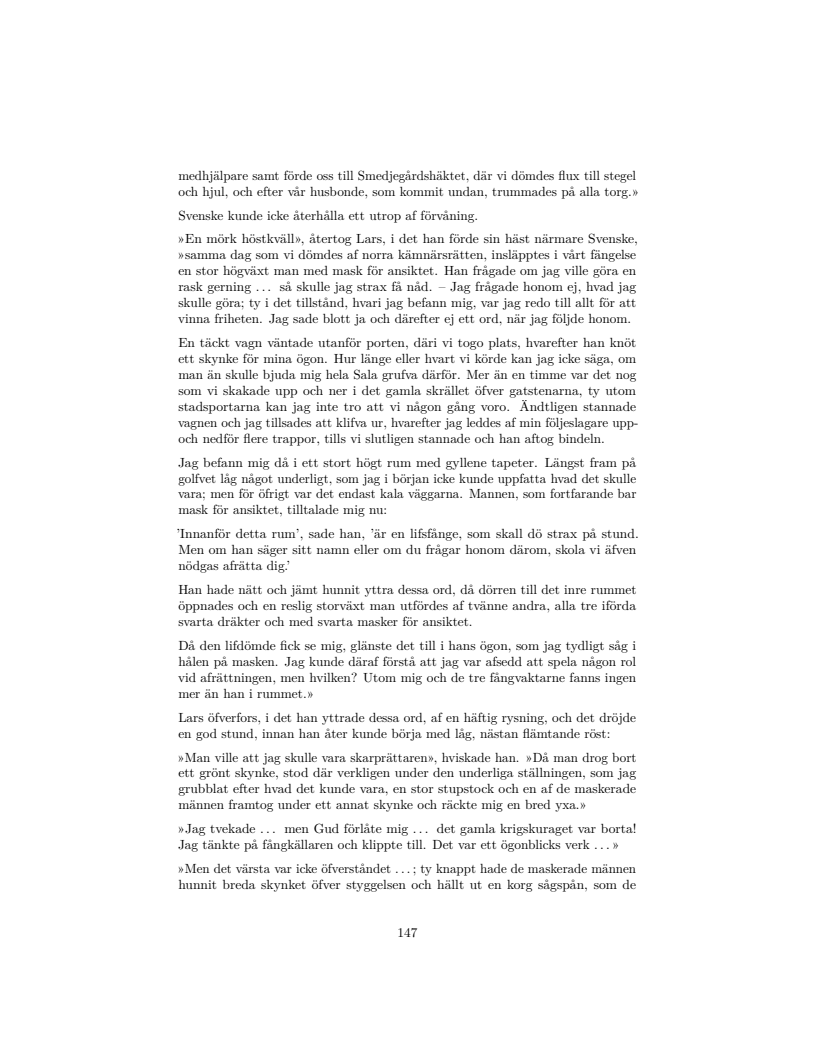 medhjälpare samt förde oss till Smedjegårdshäktet, där vi dömdes flux till stegel
och hjul, och efter vår husbonde, som kommit undan, trummades på alla torg.»
Svenske kunde icke återhålla ett utrop af förvåning.
»En mörk höstkväll», återtog Lars, i det han förde sin häst närmare Svenske,
»samma dag som vi dömdes af norra kämnärsrätten, insläpptes i vårt fängelse
en stor högväxt man med mask för ansiktet. Han frågade om jag ville göra en
rask gerning ... så skulle jag strax få nåd. – Jag frågade honom ej, hvad jag
skulle göra; ty i det tillstånd, hvari jag befann mig, var jag redo till allt för att
vinna friheten. Jag sade blott ja och därefter ej ett ord, när jag följde honom.
En täckt vagn väntade utanför porten, däri vi togo plats, hvarefter han knöt
ett skynke för mina ögon. Hur länge eller hvart vi körde kan jag icke säga, om
man än skulle bjuda mig hela Sala grufva därför. Mer än en timme var det nog
som vi skakade upp och ner i det gamla skrället öfver gatstenarna, ty utom
stadsportarna kan jag inte tro att vi någon gång voro. Ändtligen stannade
vagnen och jag tillsades att klifva ur, hvarefter jag leddes af min följeslagare upp-
och nedför flere trappor, tills vi slutligen stannade och han aftog bindeln.
Jag befann mig då i ett stort högt rum med gyllene tapeter. Längst fram på
golfvet låg något underligt, som jag i början icke kunde uppfatta hvad det skulle
vara; men för öfrigt var det endast kala väggarna. Mannen, som fortfarande bar
mask för ansiktet, tilltalade mig nu:
’Innanför detta rum’, sade han, ’är en lifsfånge, som skall dö strax på stund.
Men om han säger sitt namn eller om du frågar honom därom, skola vi äfven
nödgas afrätta dig.’
Han hade nätt och jämt hunnit yttra dessa ord, då dörren till det inre rummet
öppnades och en reslig storväxt man utfördes af tvänne andra, alla tre iförda
svarta dräkter och med svarta masker för ansiktet.
Då den lifdömde fick se mig, glänste det till i hans ögon, som jag tydligt såg i
hålen på masken. Jag kunde däraf förstå att jag var afsedd att spela någon rol
vid afrättningen, men hvilken? Utom mig och de tre fångvaktarne fanns ingen
mer än han i rummet.»
Lars öfverfors, i det han yttrade dessa ord, af en häftig rysning, och det dröjde
en god stund, innan han åter kunde börja med låg, nästan flämtande röst:
»Man ville att jag skulle vara skarprättaren», hviskade han. »Då man drog bort
ett grönt skynke, stod där verkligen under den underliga ställningen, som jag
grubblat efter hvad det kunde vara, en stor stupstock och en af de maskerade
männen framtog under ett annat skynke och räckte mig en bred yxa.»
»Jag tvekade ... men Gud förlåte mig ... det gamla krigskuraget var borta!
Jag tänkte på fångkällaren och klippte till. Det var ett ögonblicks verk ...»
»Men det värsta var icke öfverståndet ...; ty knappt hade de maskerade männen
hunnit breda skynket öfver styggelsen och hällt ut en korg sågspån, som de
147